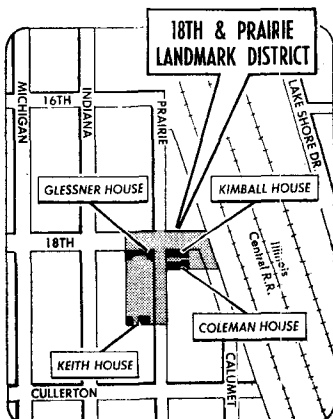 18TH & PRAIRIE
LANDMARK DISTRICT
MICHIGAN
INDIANA
PRAIRIE
LAKE SHORE DR.
16TH
GLESSNER HOUSE
KIMBALL HOUSE
18TH
Illinois
Central R.R.
KEITH HOUSE
COLEMAN HOUSE
CALUMET
CULLERTON